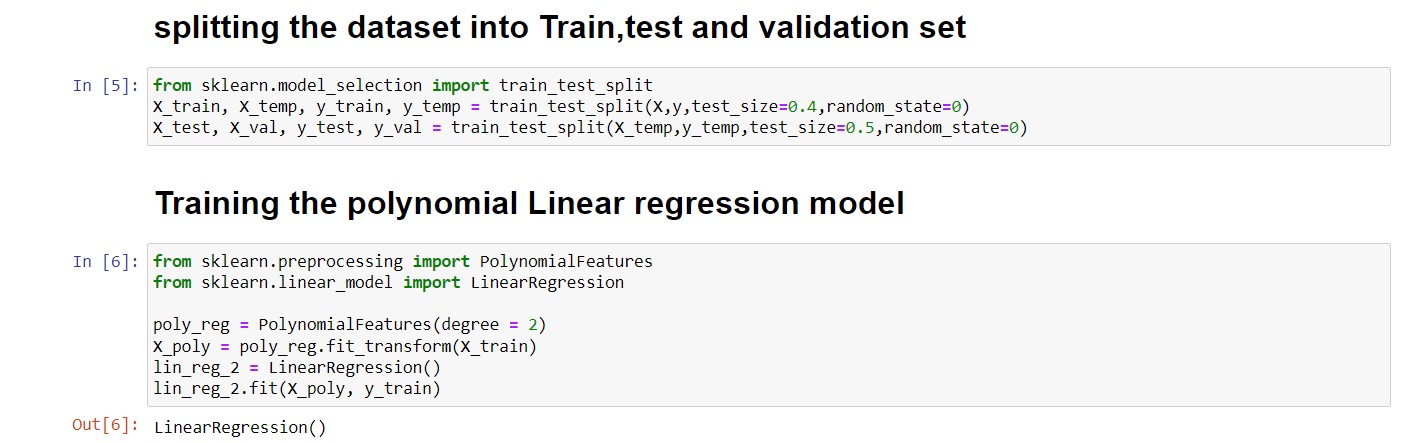 splitting the dataset into Train,test and validation set
In [5]: from sklearn.model_selection import train_test_split
X_train, X_temp, y_train, y_temp = train_test_split(X,y,test_size=0.4,random_state=0)
X_test, X_val, y_test, y_val = train_test_split(X_temp,y_temp,test_size=0.5,random_state=0)
Training the polynomial Linear regression model
In [6]: from sklearn.preprocessing import PolynomialFeatures
from sklearn.linear_model import LinearRegression
poly_reg = PolynomialFeatures(degree = 2)
X_poly = poly_reg.fit_transform(X_train)
lin_reg_2 = LinearRegression()
lin_reg_2.fit(X_poly, y_train)
Out[6]: LinearRegression()